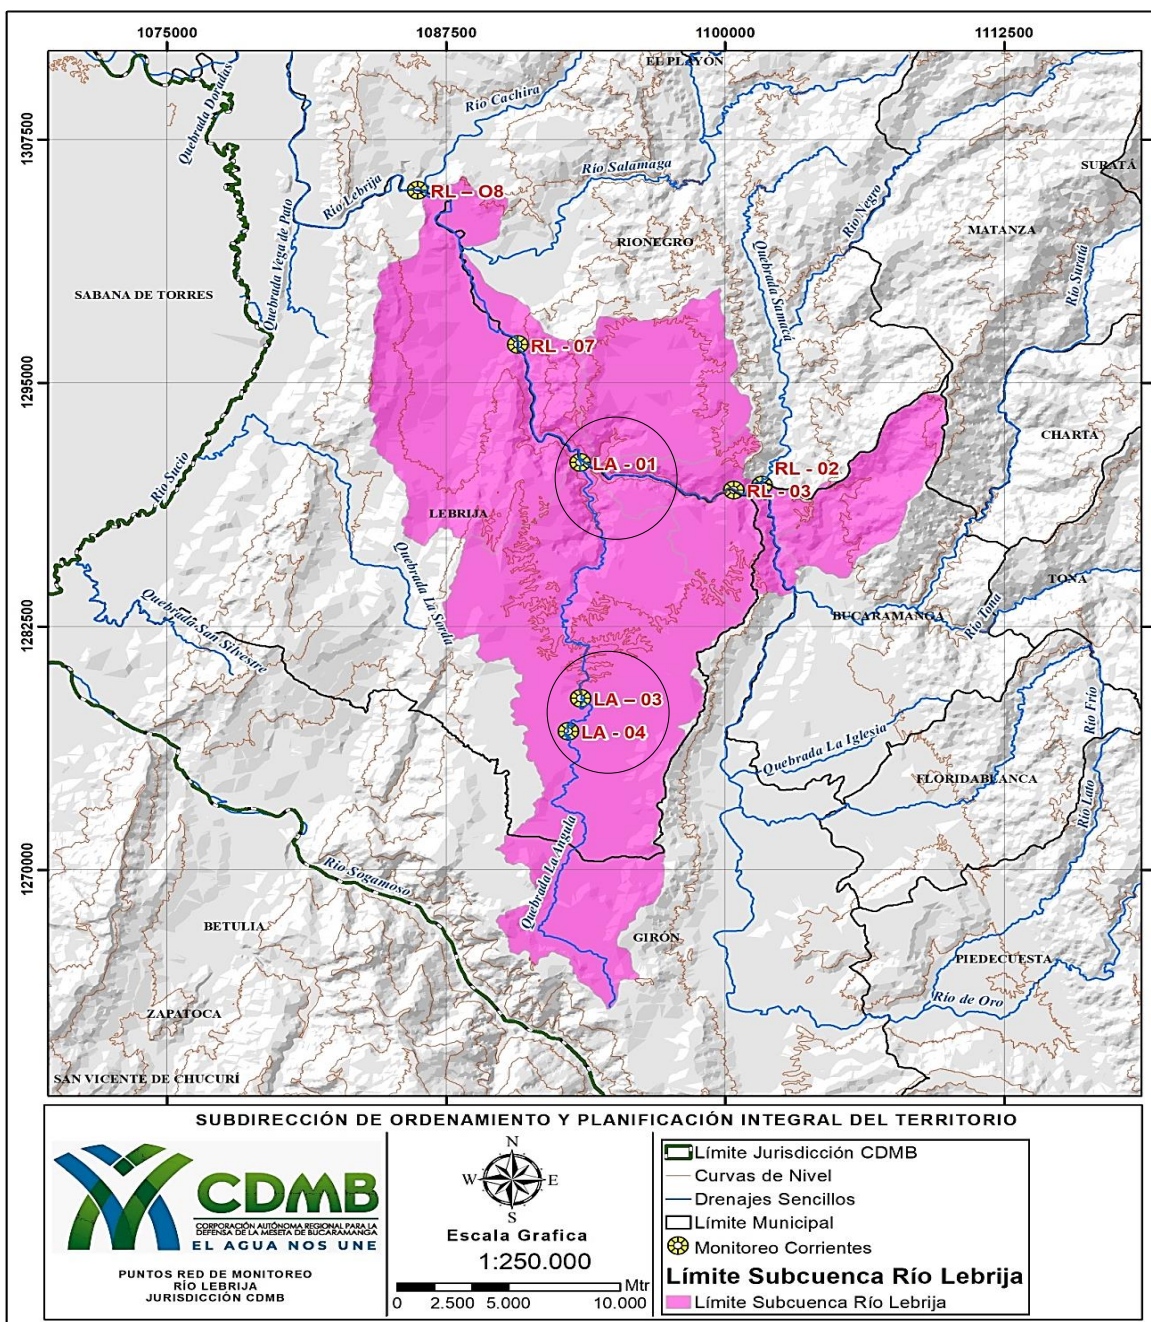 1075000
1087500
1100000
1112500
EL PLAYÓN
Quebrada Doradas
Río Cachira
1307500
Río Salamaga
SURATÁ
Río Lebrija
RL – O8
Río Negro
Quebrada Vega de Pato
RIONEGRO
MATANZA
Quebrada Samacá
Río Suratá
SABANA DE TORRES
RL - 07
1295000
CHARTA
Río Sucio
LA - 01
RL - 02
RL - 03
LEBRIJA
Quebrada La Sorda
TONA
Quebrada San Silvestre
BUCARAMANGA
Río Tona
1282500
LA – 03
LA - 04
Río Frío
Quebrada La Iglesia
FLORIDABLANCA
Río Lato
Quebrada La Angula
1270000
Río Sogamoso
BETULIA
GIRÓN
PIEDECUESTA
Río de Oro
ZAPATOCA
SAN VICENTE DE CHUCURÍ
SUBDIRECCIÓN DE ORDENAMIENTO Y PLANIFICACIÓN INTEGRAL DEL TERRITORIO
CDMB
CORPORACIÓN AUTÓNOMA REGIONAL PARA LA
DEFENSA DE LA MESETA DE BUCARAMANGA
EL AGUA NOS UNE
PUNTOS RED DE MONITOREO
RÍO LEBRIJA
JURISDICCIÓN CDMB
N
W E
S
Escala Grafica
1:250.000
Mtr
0 2.500 5.000 10.000
Límite Jurisdicción CDMB
Curvas de Nivel
Drenajes Sencillos
Límite Municipal
Monitoreo Corrientes
Límite Subcuenca Río Lebrija
Límite Subcuenca Río Lebrija